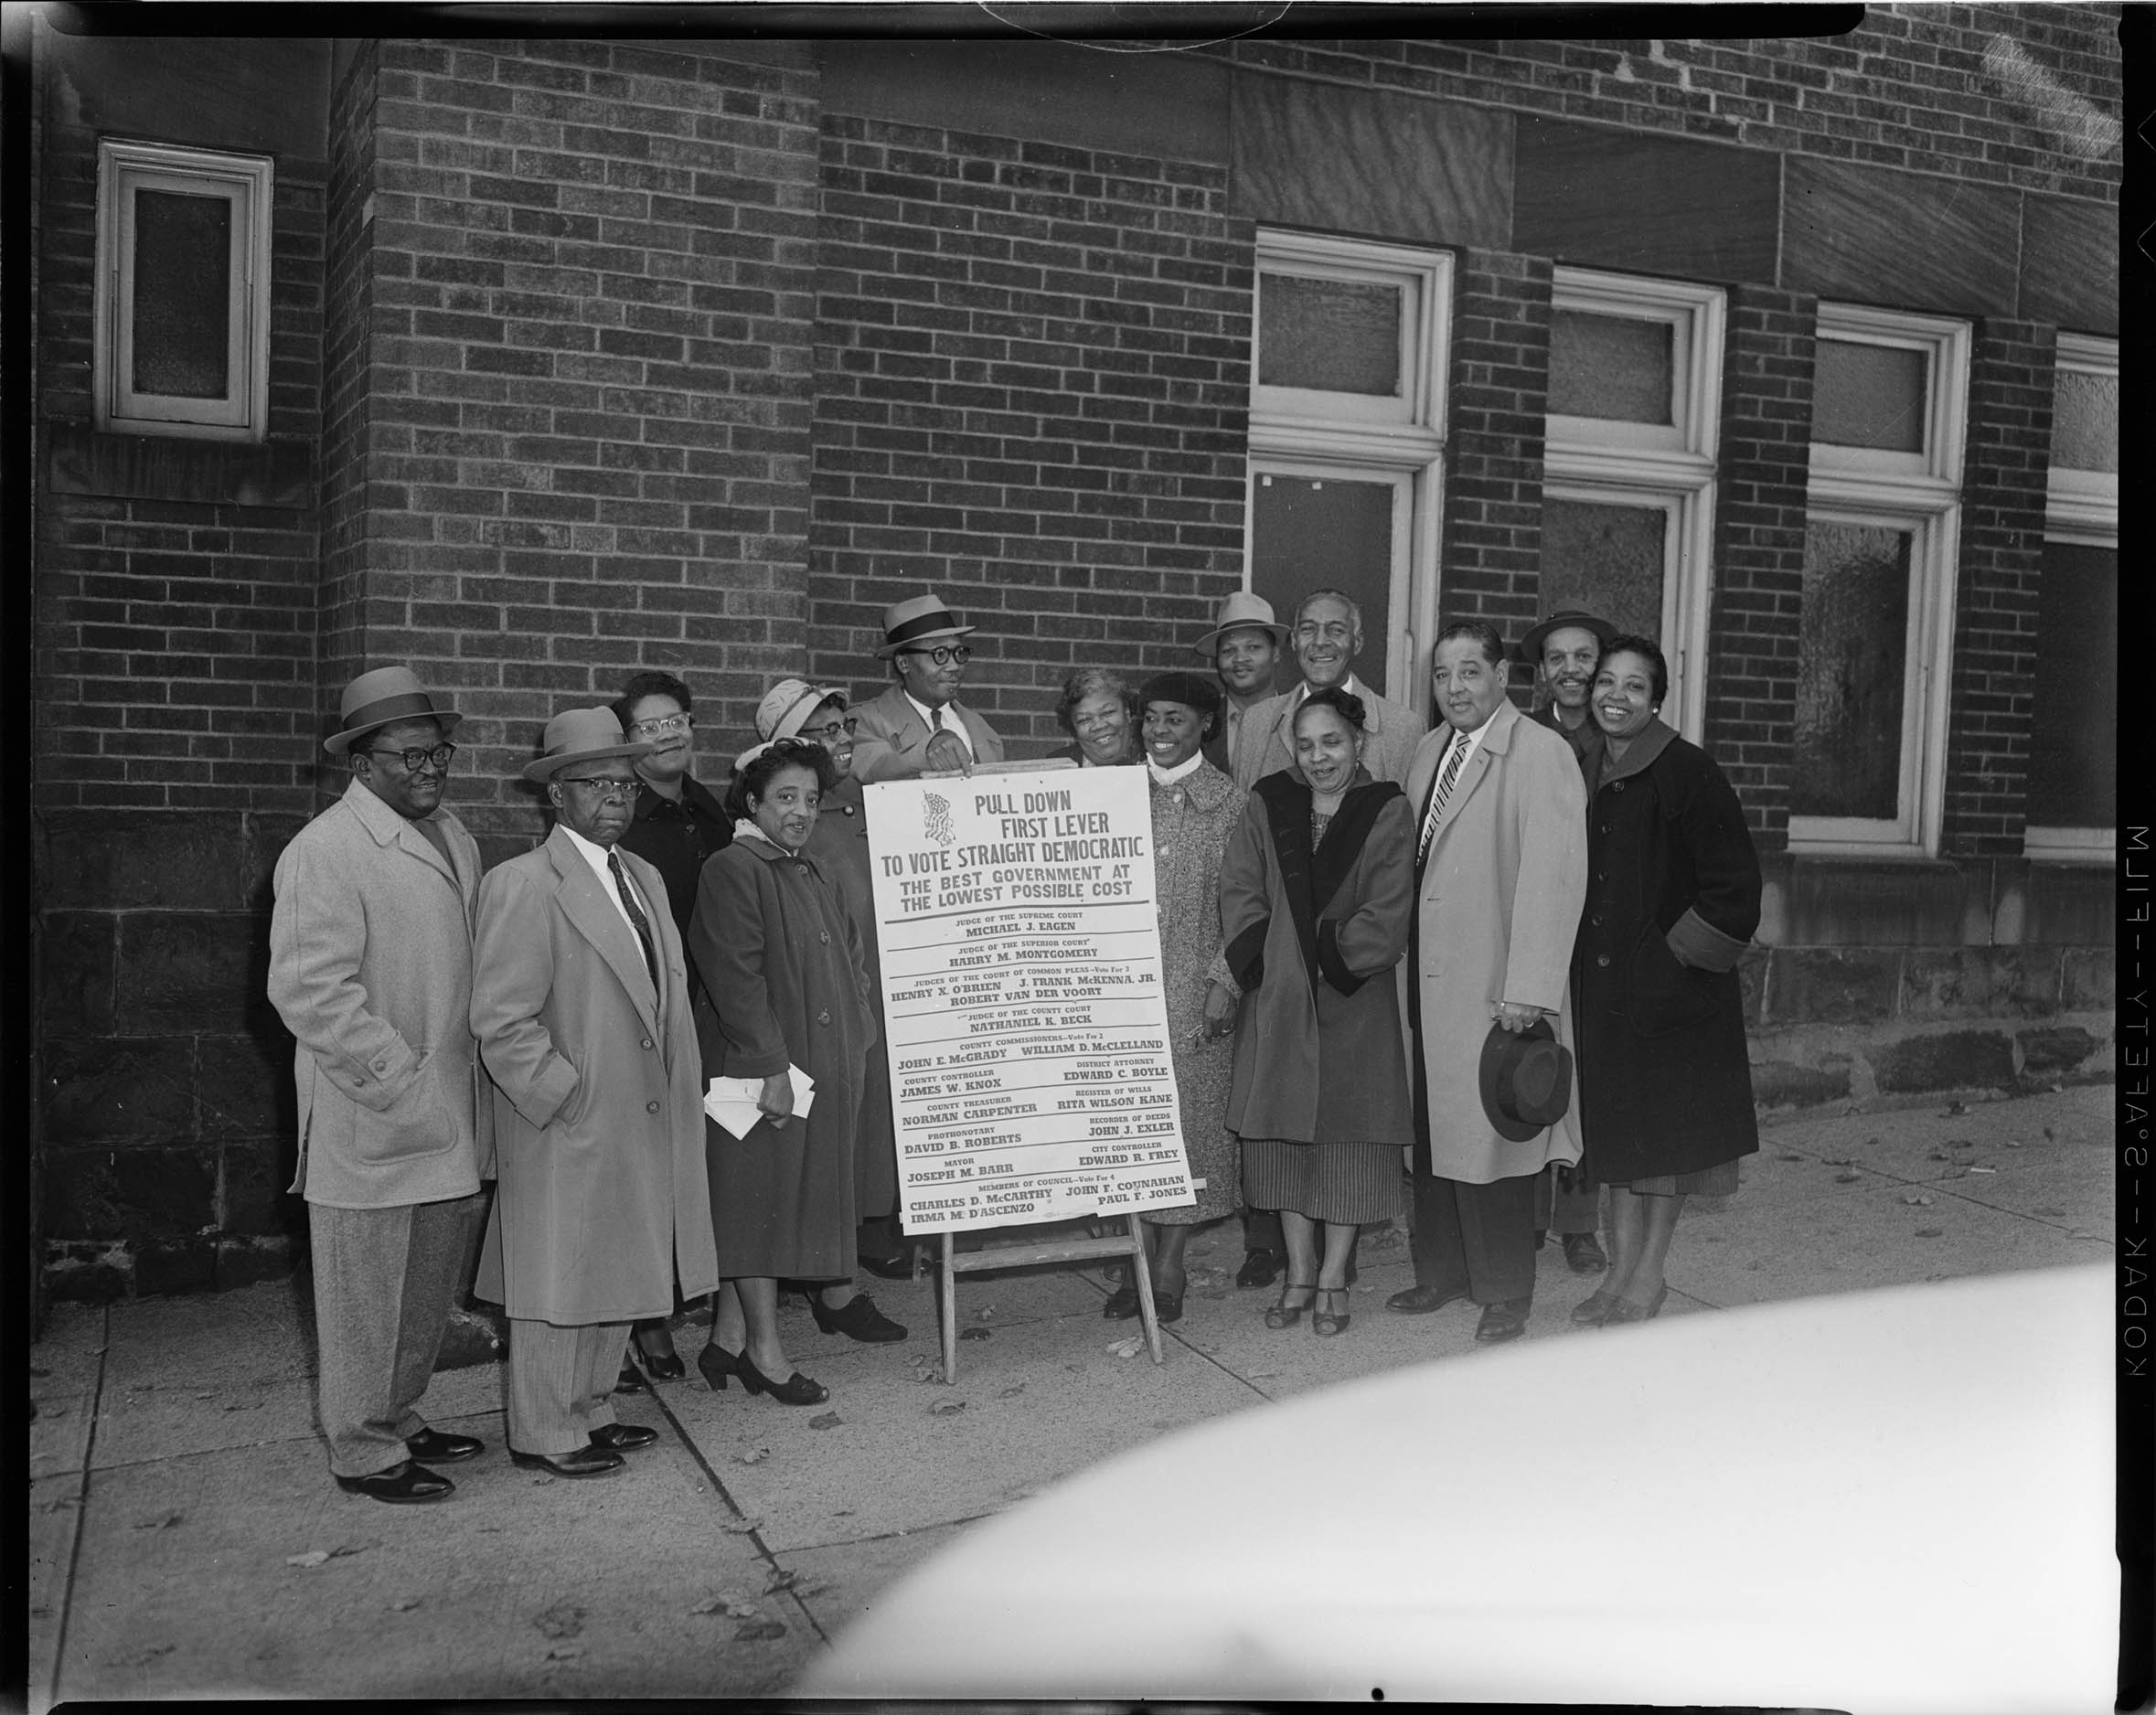 PULL DOWN
FIRST LEVER
TO VOTE STRAIGHT DEMOCRATIC
THE BEST GOVERNMENT AT
THE LOWEST POSSIBLE COST
JUDGE OF THE SUPREME COURT
MICHAEL J. EAGEN
JUDGE OF THE SUPERIOR COURT
HARRY M. MONTGOMERY
JUDGES OF THE COURT OF COMMON PLEAS—Vote For 3
HENRY X. O'BRIEN J. FRANK McKENNA, JR.
ROBERT VAN DER VOORT
JUDGE OF THE COUNTY COURT
NATHANIEL K. BECK
COUNTY COMMISSIONERS—Vote For 2
JOHN E. McGRADY WILLIAM D. McCLELLAND
COUNTY CONTROLLER
JAMES W. KNOX
DISTRICT ATTORNEY
EDWARD C. BOYLE
COUNTY TREASURER
NORMAN CARPENTER
REGISTER OF WILLS
RITA WILSON KANE
PROTHONOTARY
DAVID B. ROBERTS
RECORDER OF DEEDS
JOHN J. EXLER
MAYOR
JOSEPH M. BARR
CITY CONTROLLER
EDWARD R. FREY
MEMBERS OF COUNCIL—Vote For 4
CHARLES D. McCARTHY JOHN F. COUNAHAN
IRMA M. D'ASCENZO PAUL F. JONES
KODAK--SAFETY--FILM